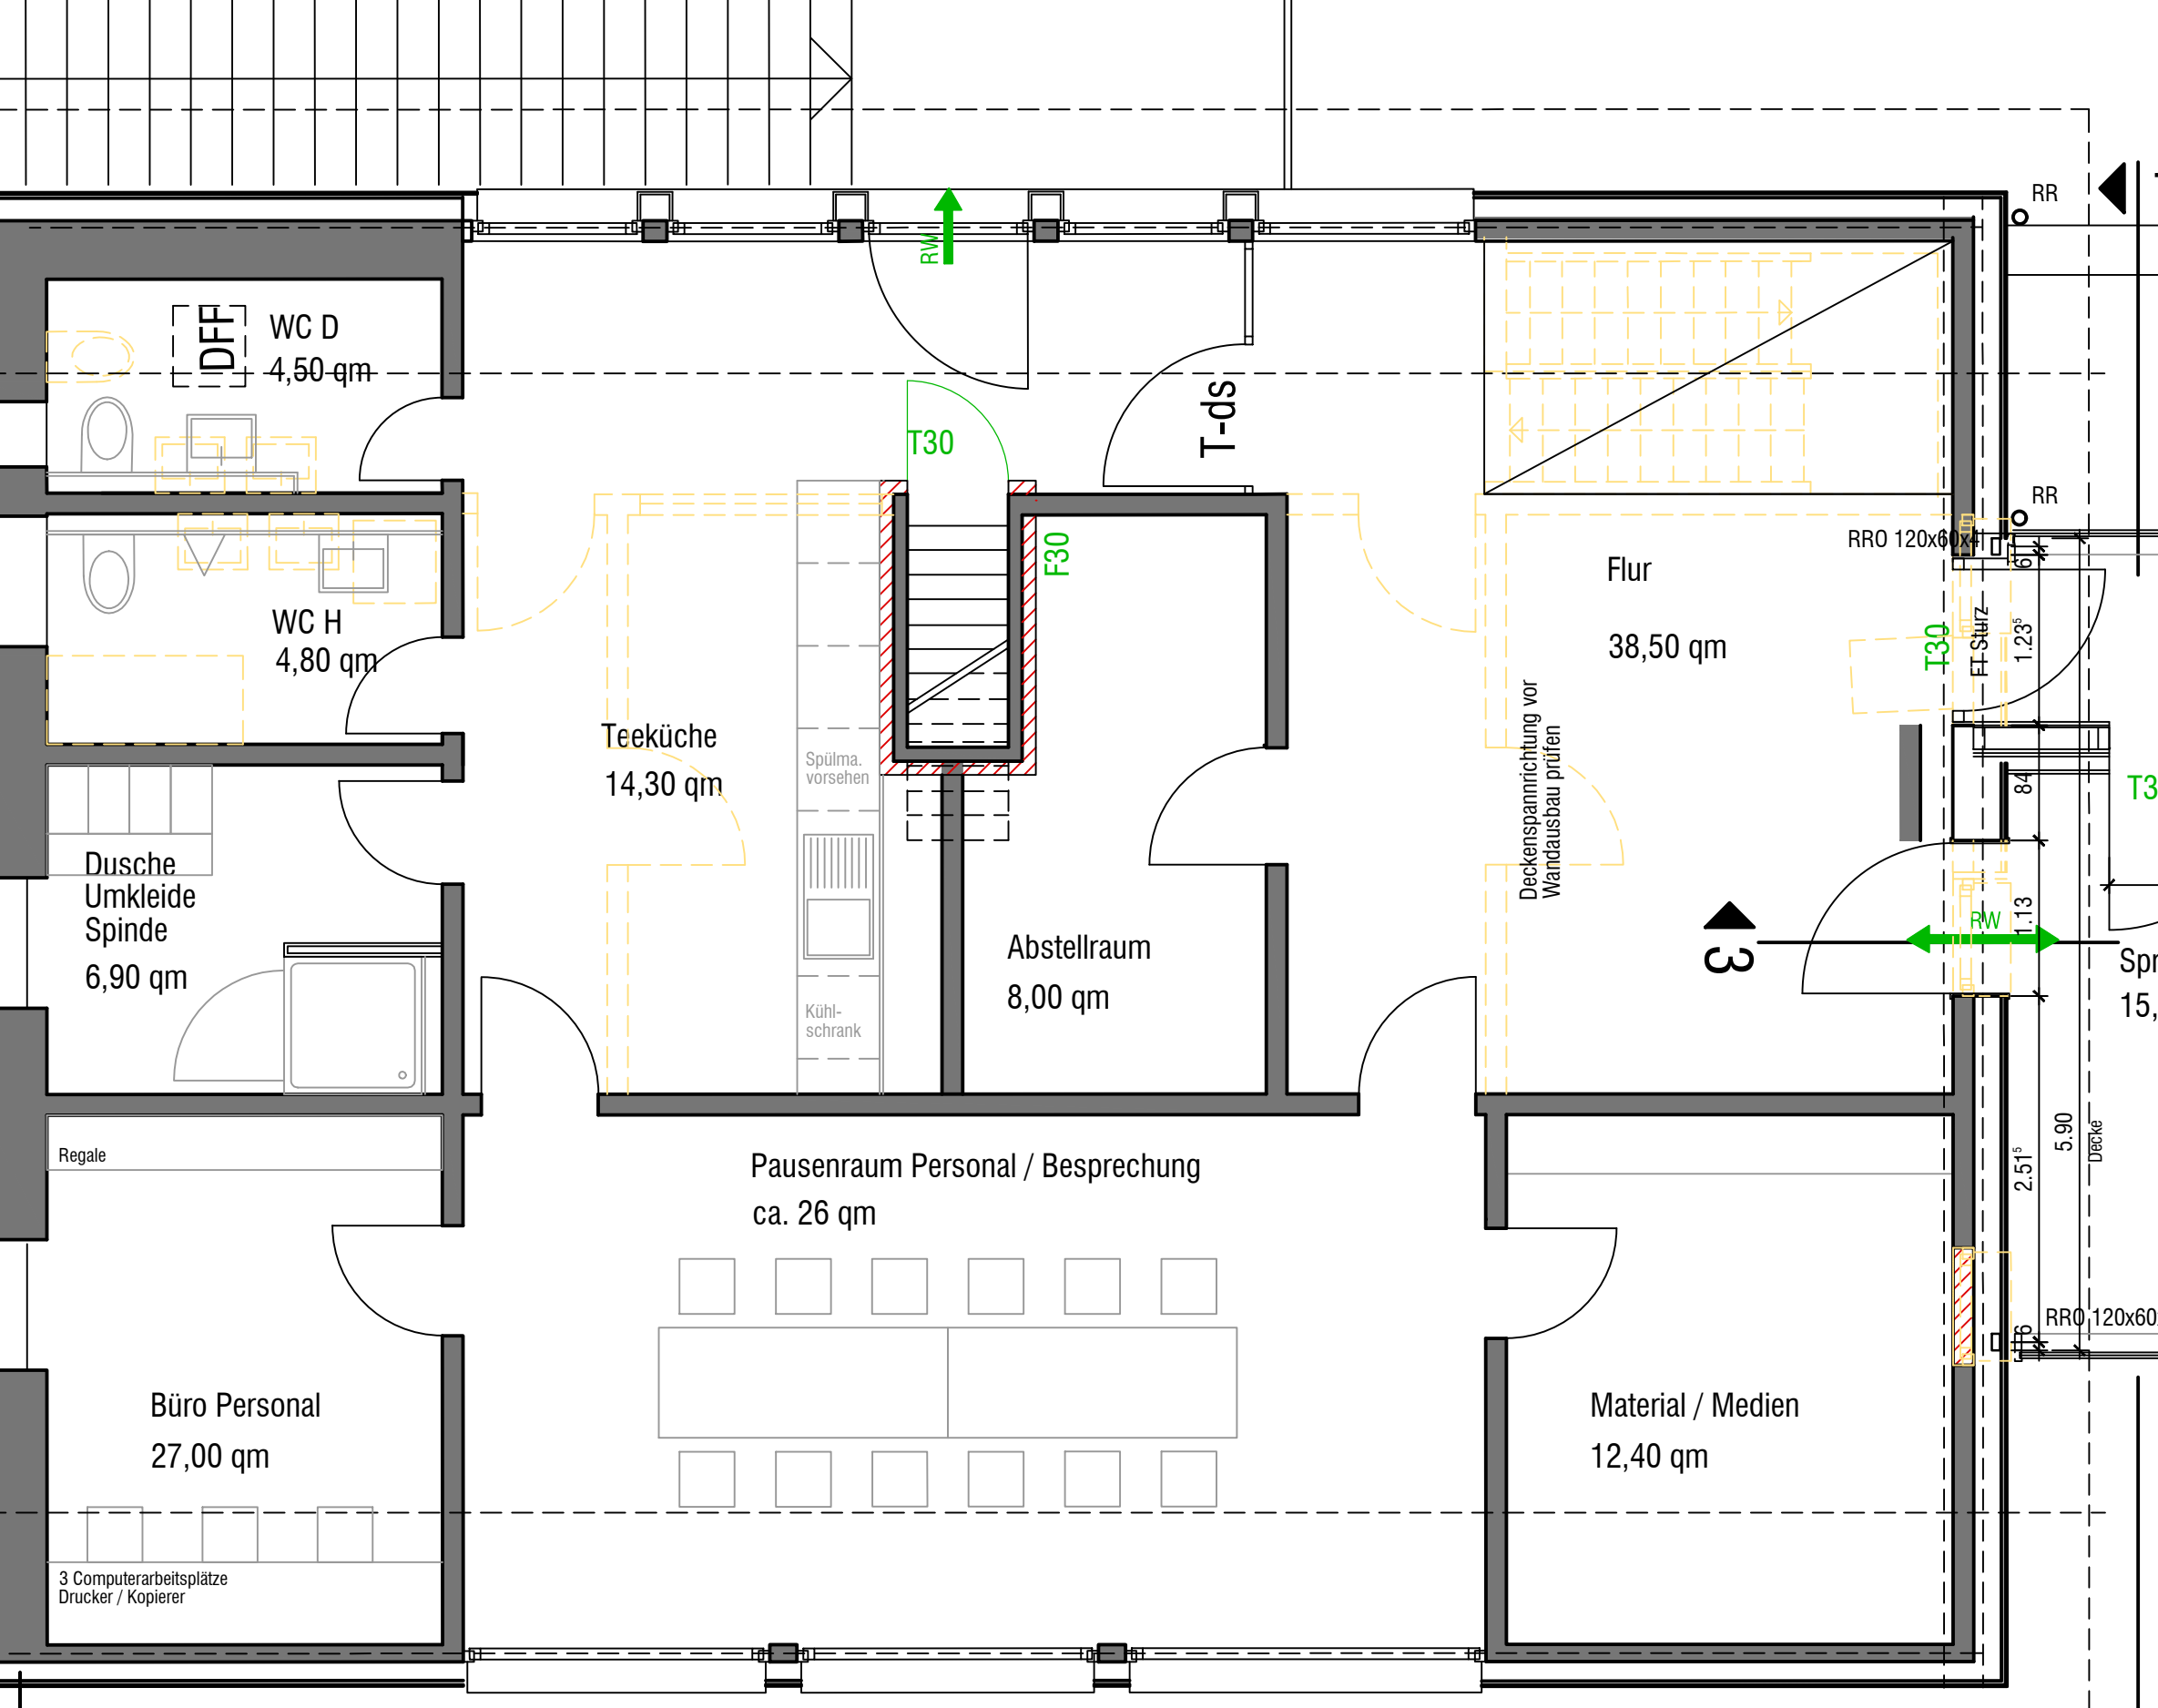 RR
RW
DFF
WC D
4,50 qm
T-ds
T30
RR
F30
RRO 120x60x4
Flur
38,50 qm
6
WC H
4,80 qm
T30
FT Sturz
1.23⁵
Deckenspannrichtung vor
Wandausbau prüfen
Teeküche
14,30 qm
Spülma.
vorsehen
84
T3
Dusche
Umkleide
Spinde
6,90 qm
Abstellraum
8,00 qm
RW
1.13
3
Spr
15,
Kühl-
schrank
Regale
Pausenraum Personal / Besprechung
ca. 26 qm
5.90
Decke
2.51⁵
RRO 120x60
6
Büro Personal
27,00 qm
Material / Medien
12,40 qm
3 Computerarbeitsplätze
Drucker / Kopierer